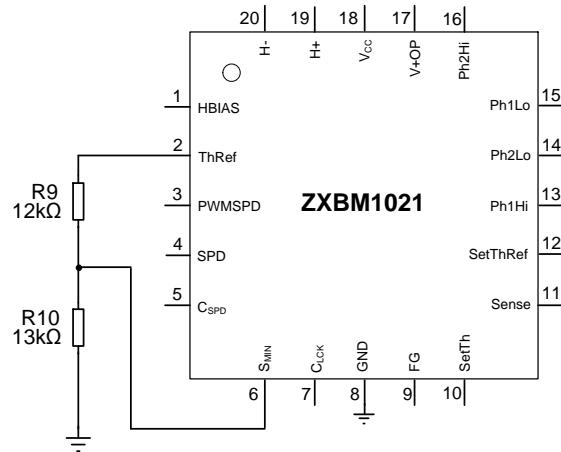 20 19 18 17 16
H- H+ VCC V+OP Ph2Hi
1 HBIAS
2 ThRef
3 PWMSPD
4 SPD
5 CSPD
Ph1Lo 15
Ph2Lo 14
Ph1Hi 13
SetThRef 12
Sense 11
ZXBM1021
R9
12kΩ
R10
13kΩ
SMIN CLCK GND FG SetTh
6 7 8 9 10